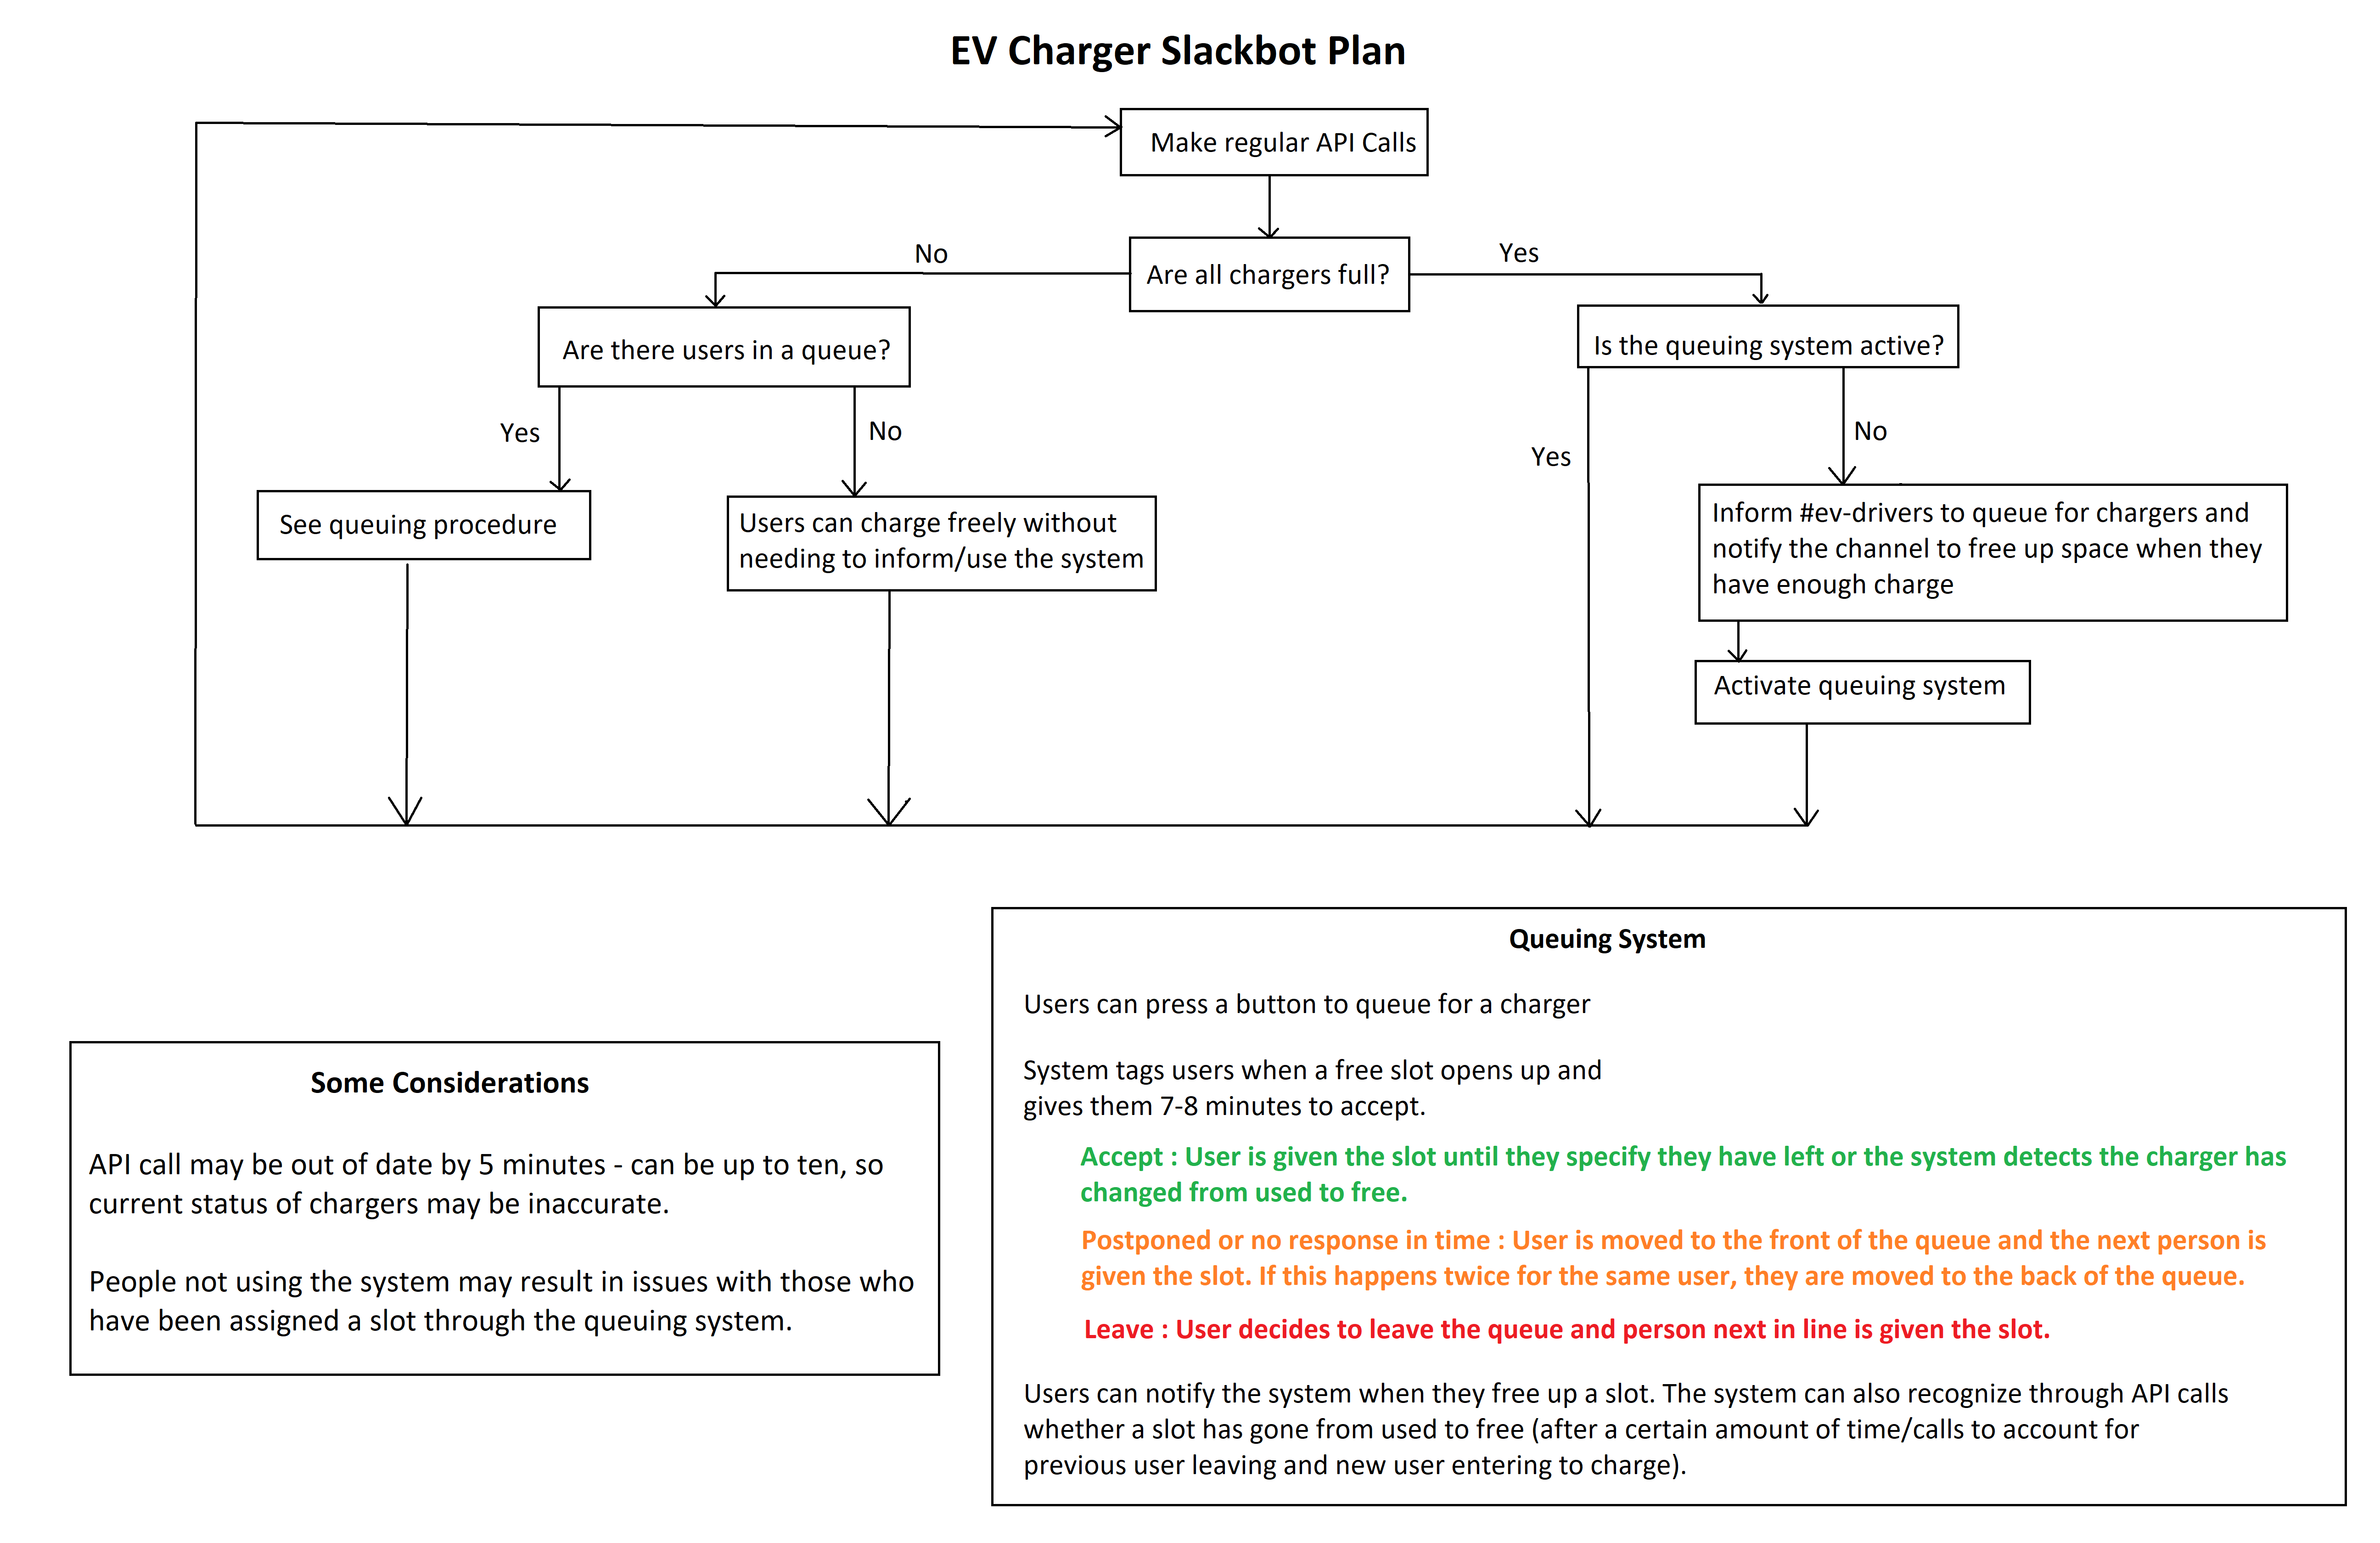 EV Charger Slackbot Plan
Make regular API Calls
Are all chargers full?
No
Yes
Are there users in a queue?
Is the queuing system active?
Yes
No
Yes
No
See queuing procedure
Users can charge freely without
needing to inform/use the system
Inform #ev-drivers to queue for chargers and
notify the channel to free up space when they
have enough charge
Activate queuing system
Some Considerations
API call may be out of date by 5 minutes - can be up to ten, so
current status of chargers may be inaccurate.
People not using the system may result in issues with those who
have been assigned a slot through the queuing system.
Queuing System
Users can press a button to queue for a charger
System tags users when a free slot opens up and
gives them 7-8 minutes to accept.
Accept : User is given the slot until they specify they have left or the system detects the charger has
changed from used to free.
Postponed or no response in time : User is moved to the front of the queue and the next person is
given the slot. If this happens twice for the same user, they are moved to the back of the queue.
Leave : User decides to leave the queue and person next in line is given the slot.
Users can notify the system when they free up a slot. The system can also recognize through API calls
whether a slot has gone from used to free (after a certain amount of time/calls to account for
previous user leaving and new user entering to charge).